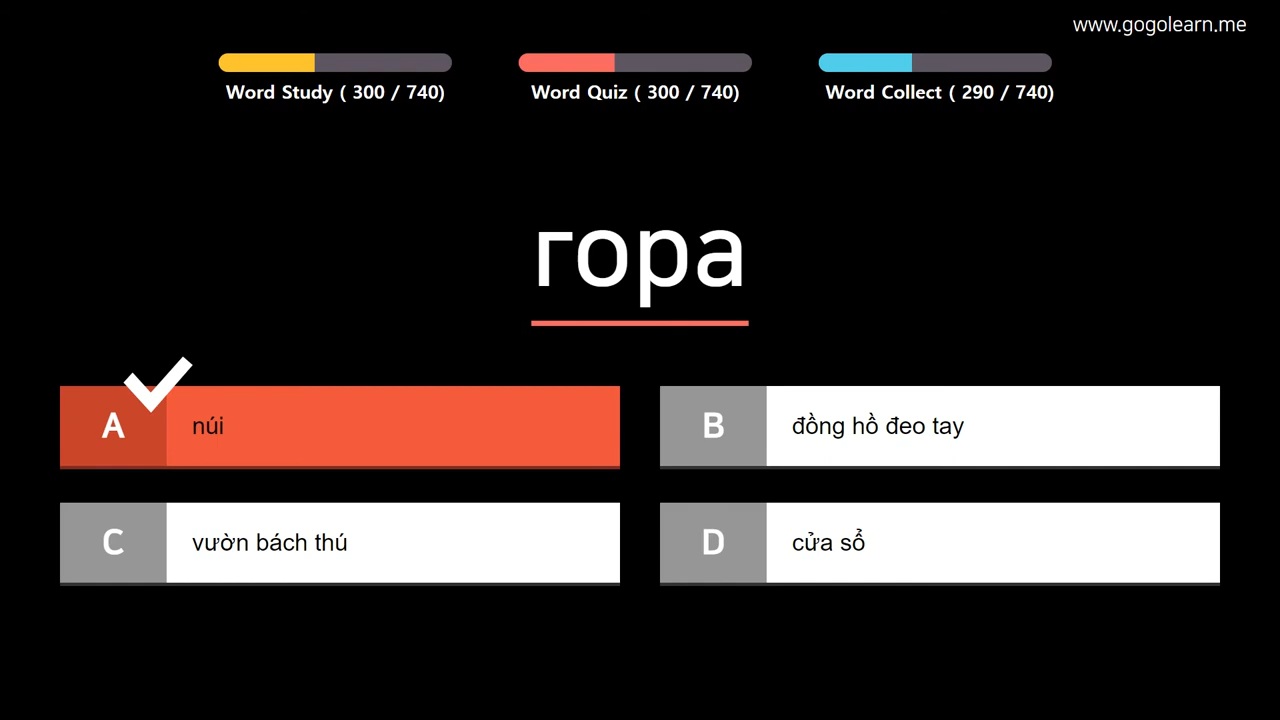 www.gogolearn.me
Word Study ( 300 / 740)
Word Quiz ( 300 / 740)
Word Collect ( 290 / 740)
гора
A núi
B đồng hồ đeo tay
C vườn bách thú
D cửa sổ